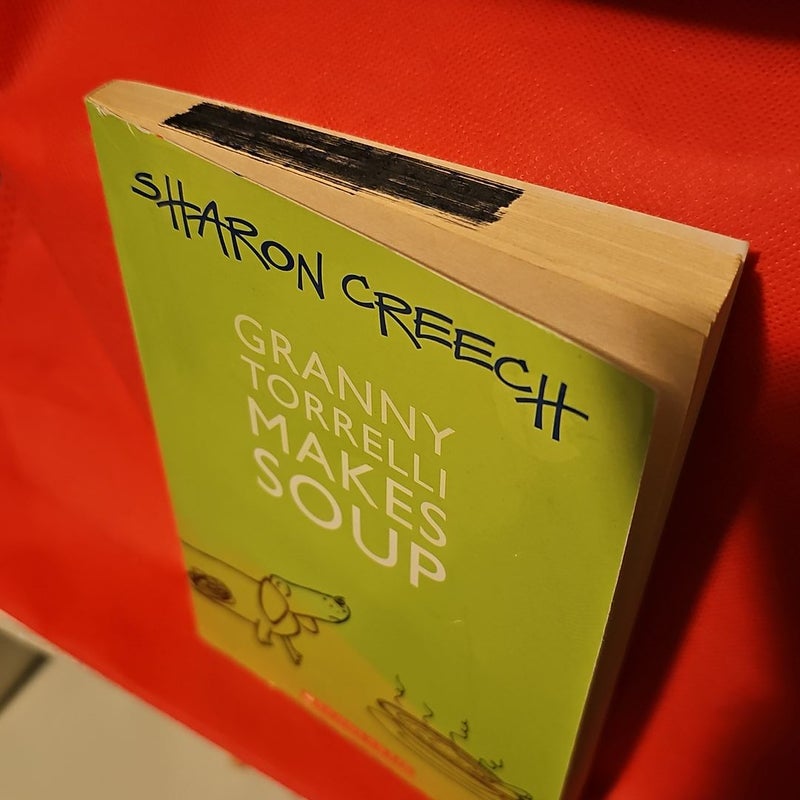 SHARON CREECH
GRANNY
TORRELLI
MAKES
SOUP